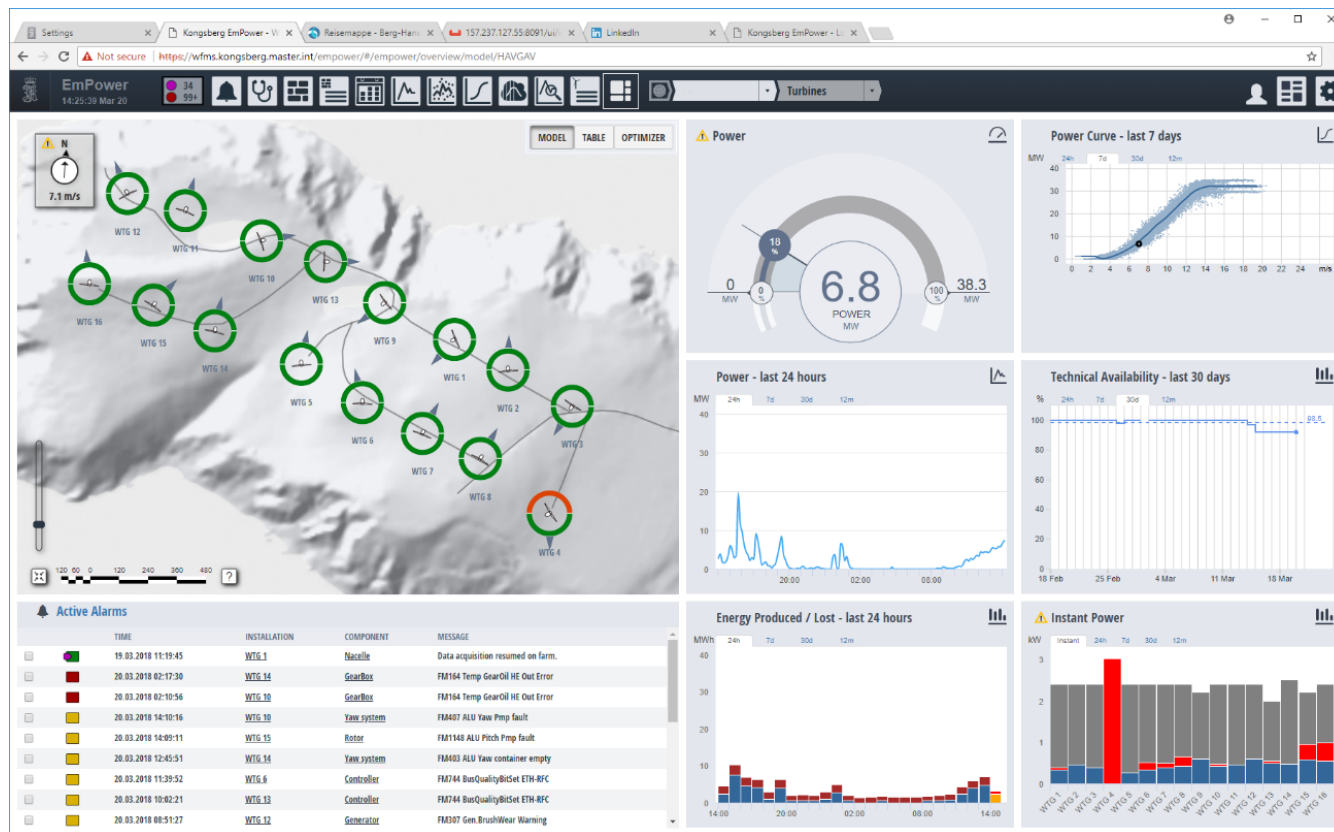 Settings
Kongsberg EmPower - W
Reisemappe - Berg-Hans
157.237.127.55:8091/ui/
LinkedIn
Kongsberg EmPower - Lo
Not secure | https://wfms.kongsberg.master.int/empower/#/empower/overview/model/HAVGAV
EmPower
14:25:39 Mar 20
34
99+
Turbines
N
7.1 m/s
MODEL TABLE OPTIMIZER
WTG 12
WTG 11
WTG 10
WTG 13
WTG 16
WTG 15
WTG 14
WTG 9
WTG 5
WTG 1
WTG 2
WTG 6
WTG 7
WTG 3
WTG 8
WTG 4
120 60 0 120 240 360 480
?
Power
18
%
0
MW
0
%
6.8
POWER
MW
100
%
38.3
MW
Power Curve - last 7 days
MW 24h 7d 30d 12m
40
30
20
10
0
0 2 4 6 8 10 12 14 16 18 20 22 24 m/s
Power - last 24 hours
MW 24h 7d 30d 12m
40
30
20
10
0
20:00 02:00 08:00
Technical Availability - last 30 days
% 24h 7d 30d 12m
100
98,5
80
60
40
20
0
18 Feb 25 Feb 4 Mar 11 Mar 18 Mar
Active Alarms
TIME INSTALLATION COMPONENT MESSAGE
19.03.2018 11:19:45 WTG 1 Nacelle Data acquisition resumed on farm.
20.03.2018 02:17:30 WTG 14 GearBox FM164 Temp GearOil HE Out Error
20.03.2018 02:10:56 WTG 10 GearBox FM164 Temp GearOil HE Out Error
20.03.2018 14:10:16 WTG 10 Yaw system FM407 ALU Yaw Pmp fault
20.03.2018 14:09:11 WTG 15 Rotor FM1148 ALU Pitch Pmp fault
20.03.2018 12:45:51 WTG 14 Yaw system FM403 ALU Yaw container empty
20.03.2018 11:39:52 WTG 6 Controller FM744 BusQualityBitSet ETH-RFC
20.03.2018 10:02:21 WTG 13 Controller FM744 BusQualityBitSet ETH-RFC
20.03.2018 08:51:27 WTG 12 Generator FM307 Gen.BrushWear Warning
Energy Produced / Lost - last 24 hours
MWh 24h 7d 30d 12m
40
30
20
10
0
14:00 20:00 02:00 08:00 14:00
Instant Power
kW Instant 24h 7d 30d 12m
3
2
1
0
WTG 1 WTG 2 WTG 3 WTG 4 WTG 5 WTG 6 WTG 7 WTG 8 WTG 9 WTG 10 WTG 11 WTG 12 WTG 13 WTG 14 WTG 15 WTG 16